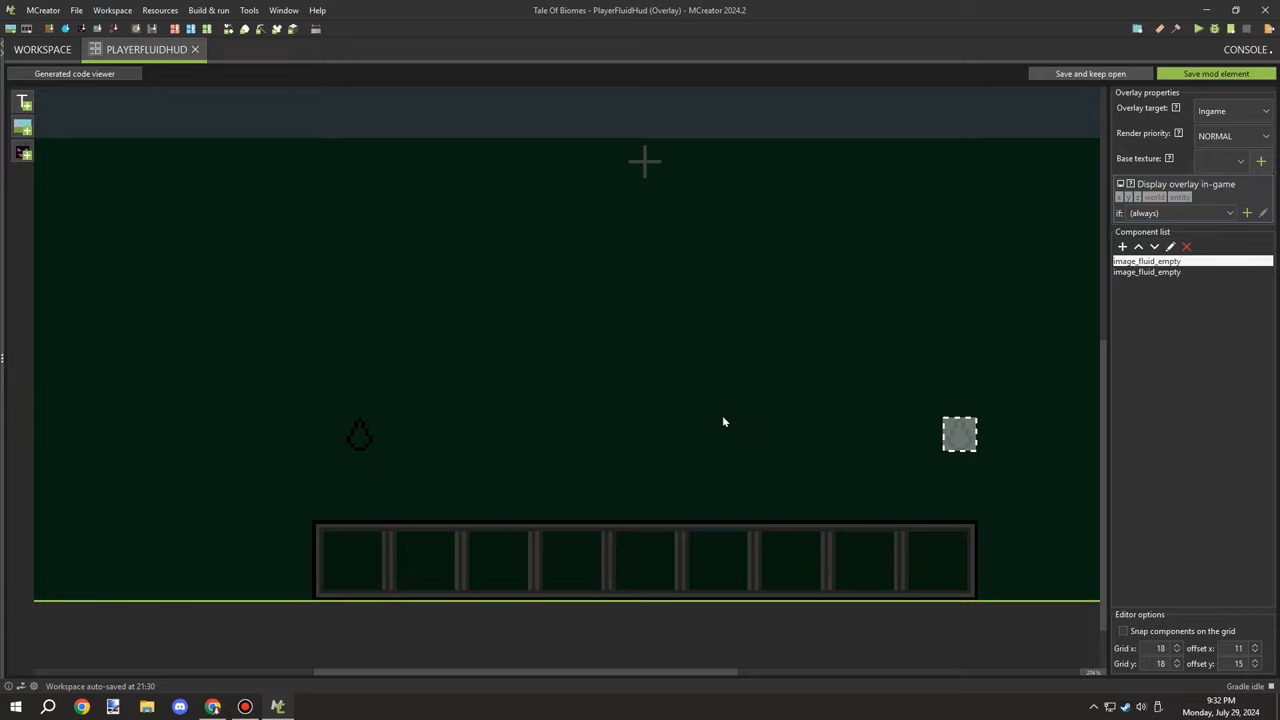 MCreator File Workspace Resources Build & run Tools Window Help
Tale Of Biomes - PlayerFluidHud (Overlay) - MCreator 2024.2
WORKSPACE PLAYERFLUIDHUD CONSOLE
Generated code viewer Save and keep open Save mod element
Overlay properties
Overlay target: Ingame
Render priority: NORMAL
Base texture:
Display overlay in-game
x y z world entity
if: (always)
Component list
image_fluid_empty
image_fluid_empty
Editor options
Snap components on the grid
Grid x: 18 offset x: 11
Grid y: 18 offset y: 15
Workspace auto-saved at 21:30 Gradle idle
9:32 PM
Monday, July 29, 2024